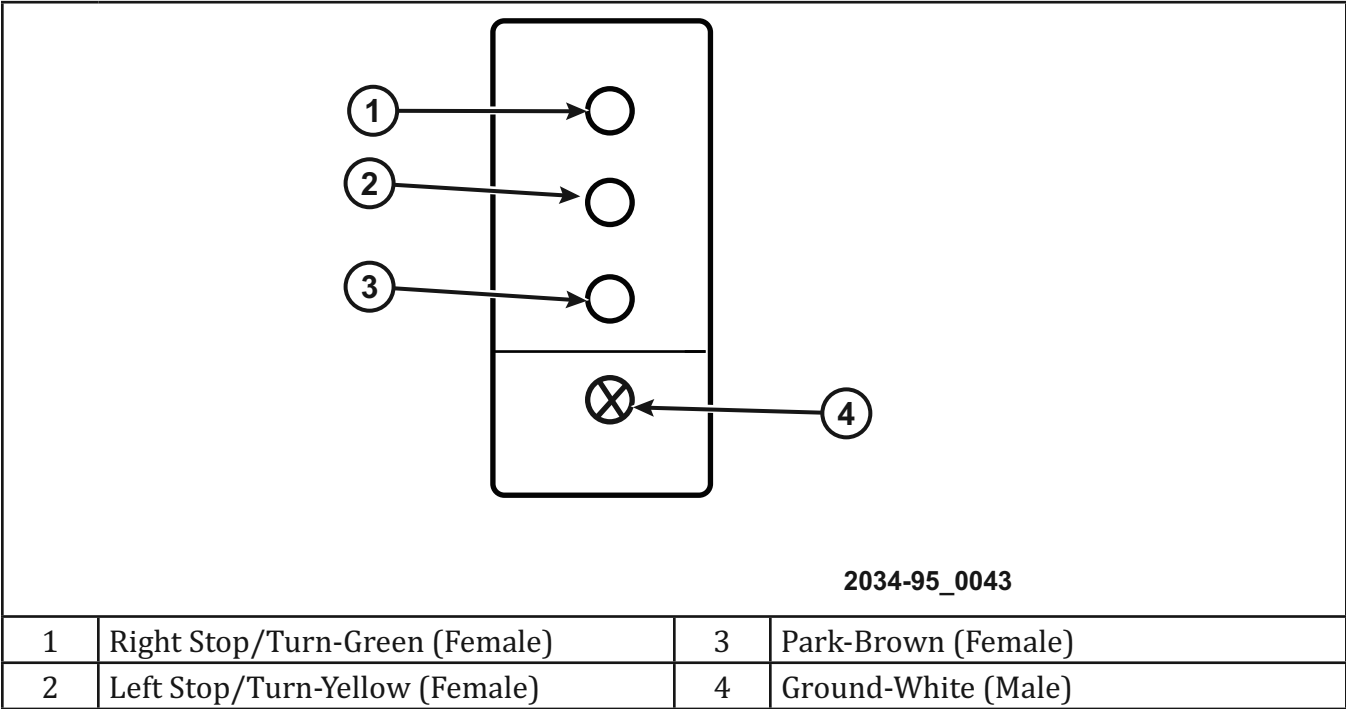 1
2
3
4
2034-95_0043
1 Right Stop/Turn-Green (Female) 3 Park-Brown (Female)
2 Left Stop/Turn-Yellow (Female) 4 Ground-White (Male)